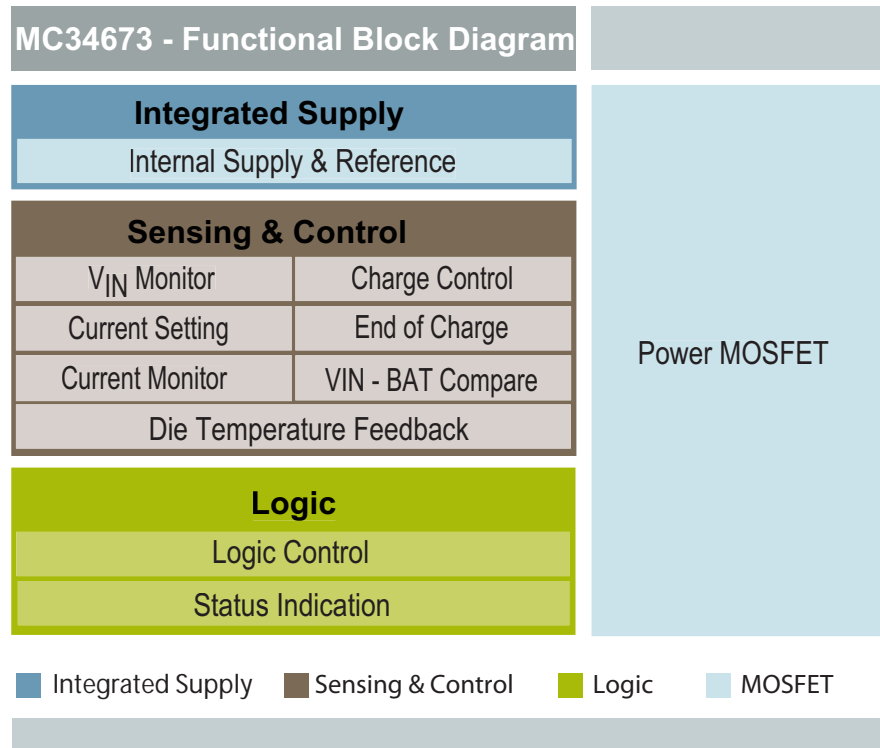 MC34673 - Functional Block Diagram
Integrated Supply
Internal Supply & Reference
Sensing & Control
VIN Monitor
Charge Control
Current Setting
End of Charge
Current Monitor
VIN - BAT Compare
Die Temperature Feedback
Logic
Logic Control
Status Indication
Power MOSFET
Integrated Supply
Sensing & Control
Logic
MOSFET